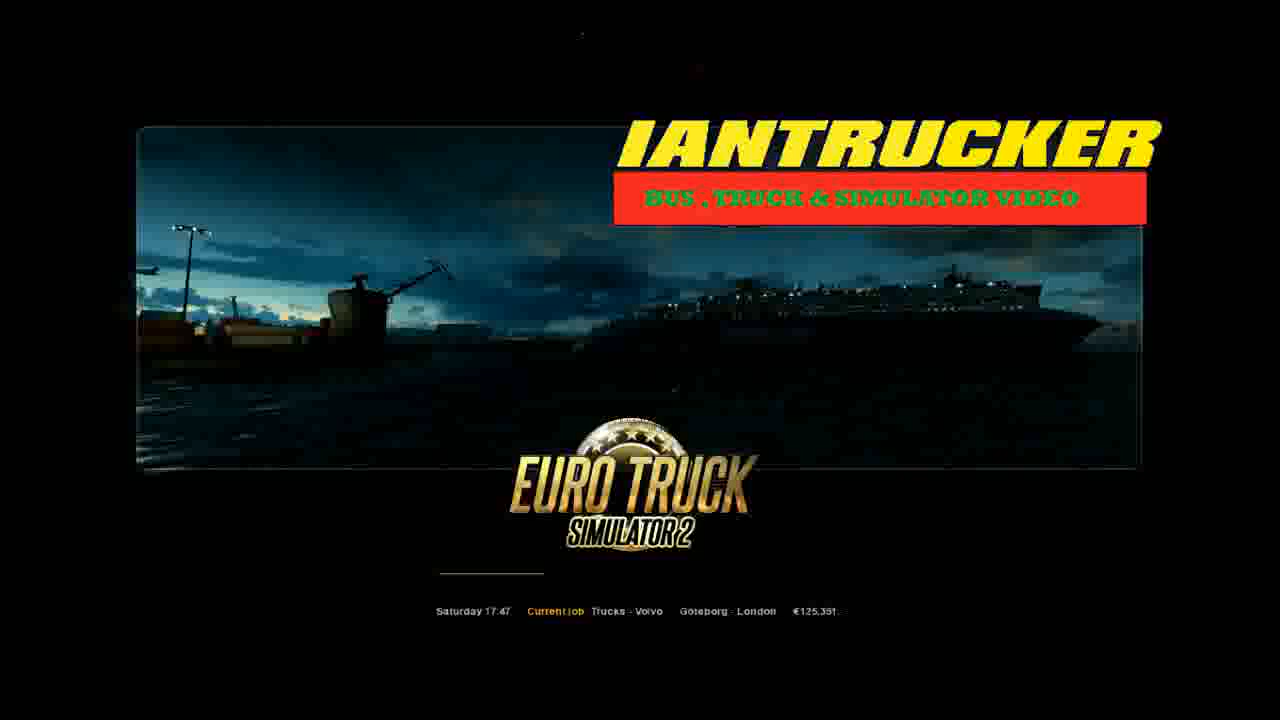 IANTRUCKER
BUS . TRUCK & SIMULATOR VIDEO
EURO TRUCK
SIMULATOR 2
Saturday 17:47 Current job Trucks - Volvo Göteborg - London €125,391.